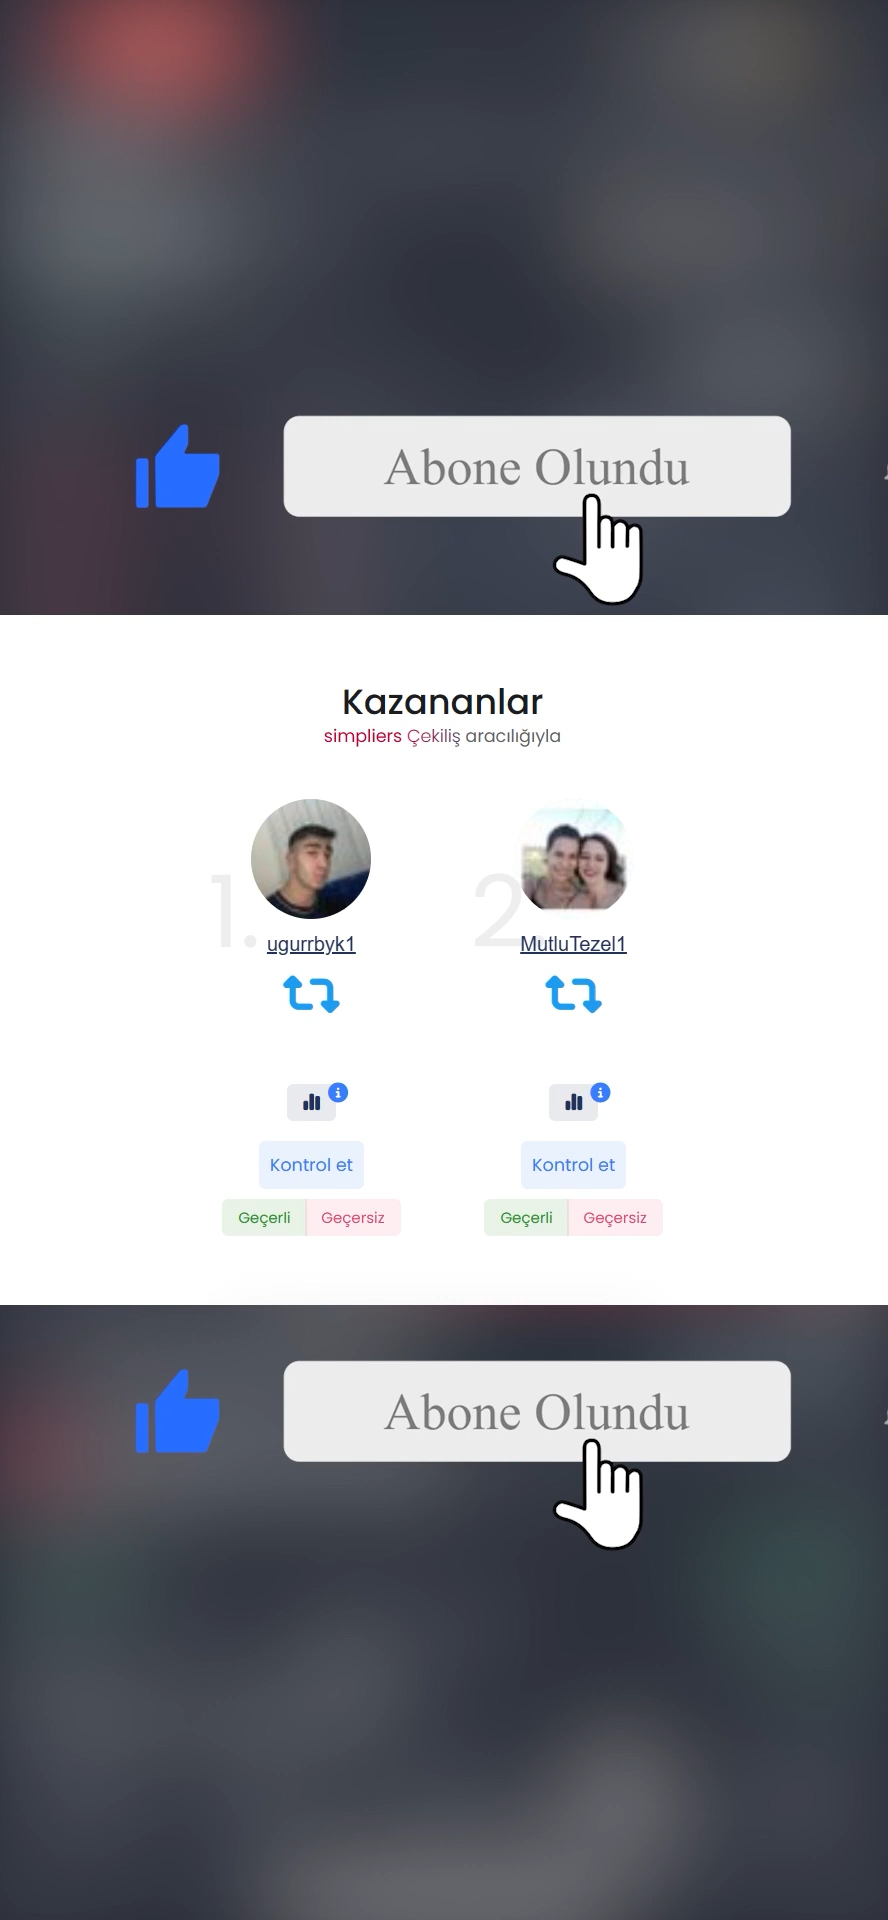 Abone Olundu
Kazananlar
simpliers Çekiliş aracılığıyla
1.
2.
ugurrbyk1
MutluTezel1
Kontrol et
Kontrol et
Geçerli Geçersiz
Geçerli Geçersiz
Abone Olundu